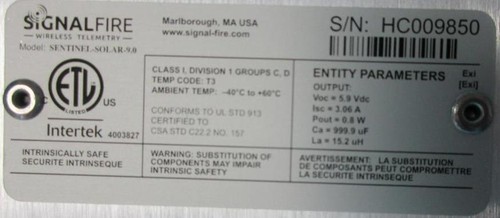 SIGNALFIRE
WIRELESS TELEMETRY
Marlborough, MA USA
www.signal-fire.com
S/N: HC009850
MODEL: SENTINEL-SOLAR-9.0
ETL
LISTED
C US
Intertek 4003827
CLASS I, DIVISION 1 GROUPS C, D
TEMP CODE: T3
AMBIENT TEMP: -40°C to +60°C
CONFORMS TO UL STD 913
CERTIFIED TO
CSA STD C22.2 NO. 157
ENTITY PARAMETERS
Exi
[Exi]
OUTPUT:
Voc = 5.9 Vdc
Isc = 3.06 A
Pout = 0.8 W
Ca = 999.9 uF
La = 15.2 uH
INTRINSICALLY SAFE
SECURITE INTRINSEQUE
WARNING: SUBSTITUTION OF
COMPONENTS MAY IMPAIR
INTRINSIC SAFETY
AVERTISSEMENT: LA SUBSTITUTION
DE COMPOSANTS PEUT COMPROMETTRE
LA SECURITE INTRINSEQUE